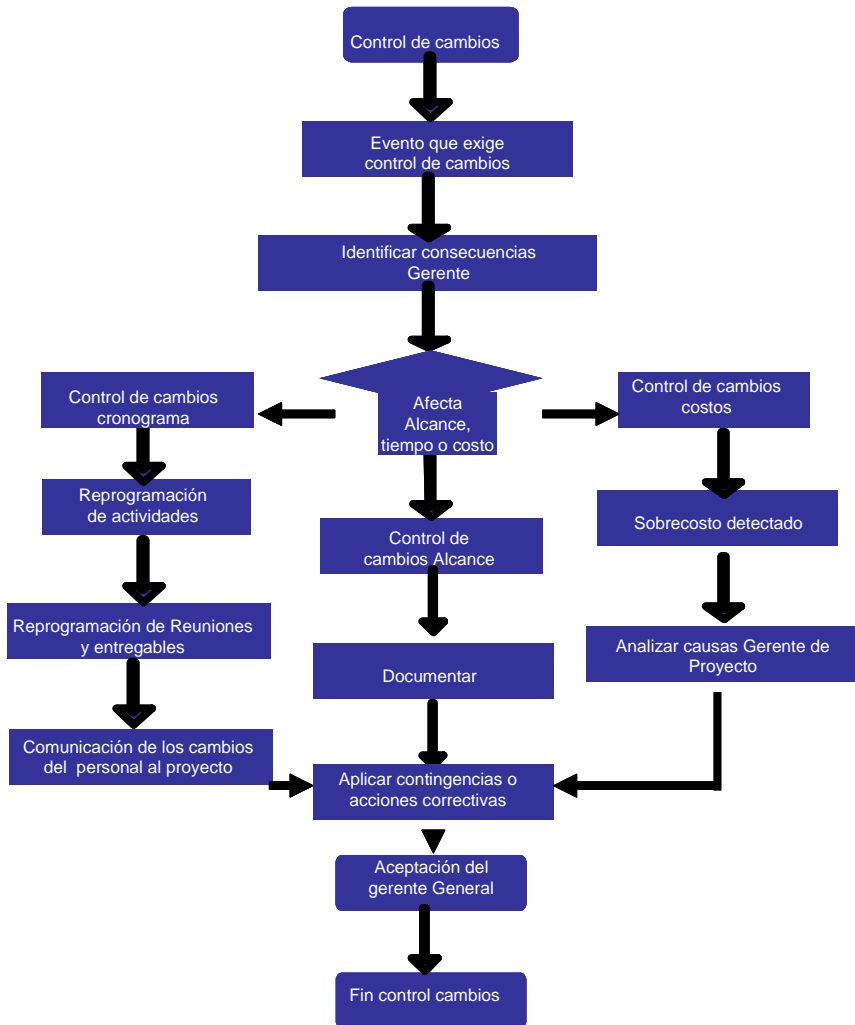 Control de cambios
Evento que exige
control de cambios
Identificar consecuencias
Gerente
Afecta
Alcance,
tiempo o costo
Control de cambios
cronograma
Reprogramación
de actividades
Reprogramación de Reuniones
y entregables
Comunicación de los cambios
del personal al proyecto
Control de
cambios Alcance
Documentar
Control de cambios
costos
Sobrecosto detectado
Analizar causas Gerente de
Proyecto
Aplicar contingencias o
acciones correctivas
Aceptación del
gerente General
Fin control cambios